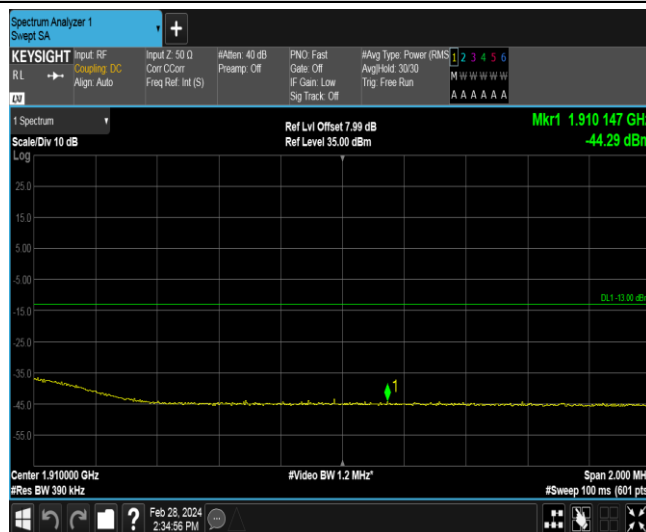 Spectrum Analyzer 1
Swept SA
+
KEYSIGHT
RL
Input: RF
Coupling: DC
Align: Auto
Input Z: 50 Ω
Corr CCorr
Freq Ref: Int (S)
#Atten: 40 dB
Preamp: Off
PNO: Fast
Gate: Off
IF Gain: Low
Sig Track: Off
#Avg Type: Power (RMS
Avg|Hold: 30/30
Trig: Free Run
1 2 3 4 5 6
M W W W W W
A A A A A A
LXI
1 Spectrum
Scale/Div 10 dB
Log
Ref Lvl Offset 7.99 dB
Ref Level 35.00 dBm
Mkr1 1.910 147 GHz
-44.29 dBm
25.0
15.0
5.00
-5.00
-15.0
-25.0
-35.0
-45.0
-55.0
DL1 -13.00 dBm
1
Center 1.910000 GHz
#Res BW 390 kHz
#Video BW 1.2 MHz*
Span 2.000 MH
#Sweep 100 ms (601 pts
?
Feb 28, 2024
2:34:56 PM